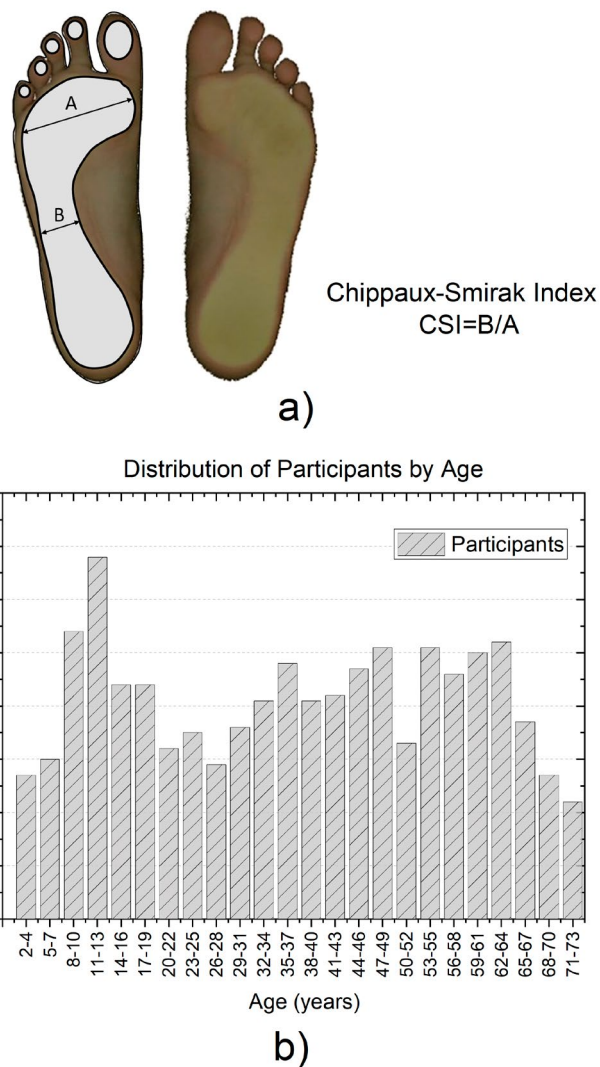 A
B
Chippaux-Smirak Index
CSI=B/A
a)
Distribution of Participants by Age
Participants
2-4
5-7
8-10
11-13
14-16
17-19
20-22
23-25
26-28
29-31
32-34
35-37
38-40
41-43
44-46
47-49
50-52
53-55
56-58
59-61
62-64
65-67
68-70
71-73
Age (years)
b)